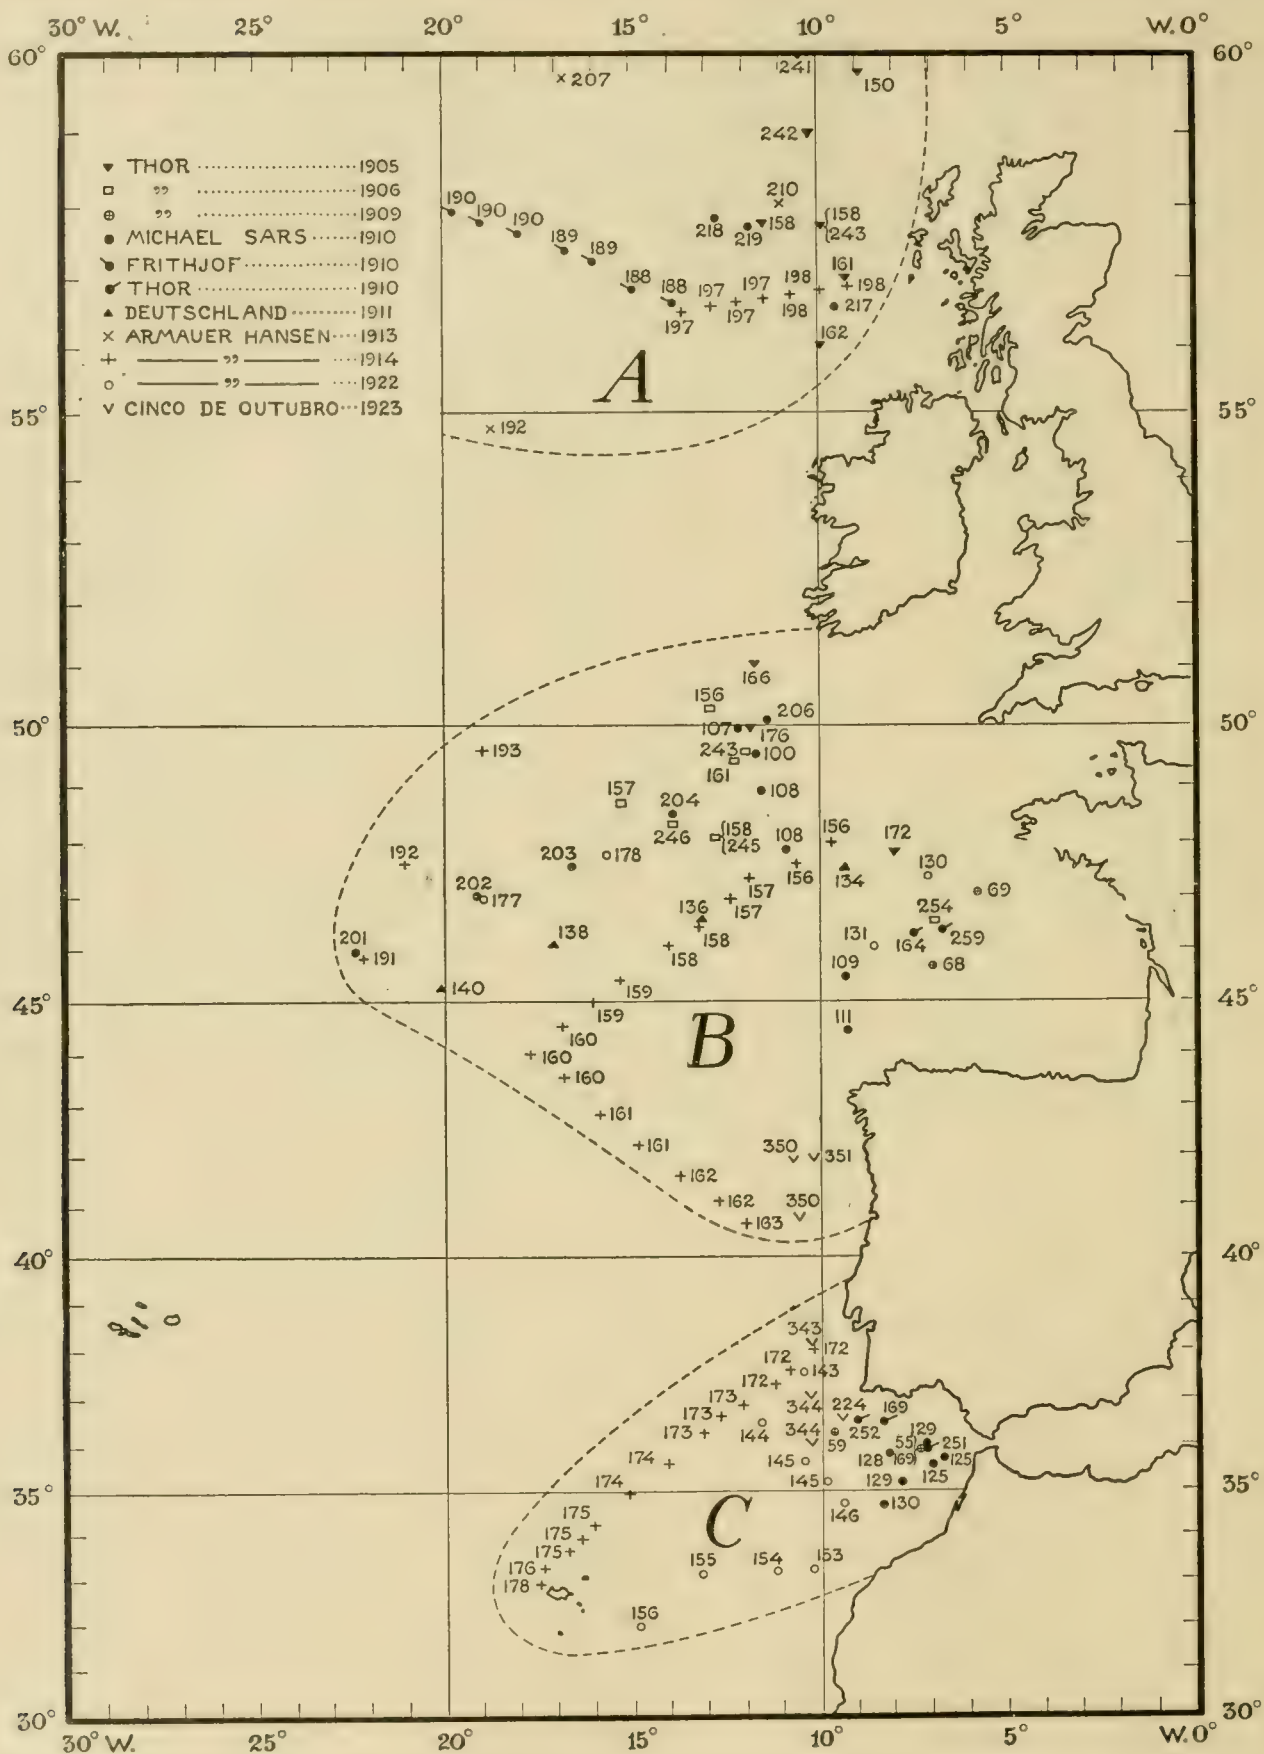 30° W. 25° 20° 15° 10° 5° W. 0°
60° 60°
241
207 150
242
▼ THOR 1905
□ ” 1906
⊕ ” 1909
● MICHAEL SARS 1910
FRITHJOF 1910
THOR 1910
▲ DEUTSCHLAND 1911
× ARMAUER HANSEN 1913
+ ” 1914
○ ” 1922
v CINCO DE OUTUBRO 1923
190 190 190 189 189 188 188
210
218 219 158 {158
{243
161
197 197 198 198
197 197 198 217
162
A
55° 55°
192
166
156
206
50° 50°
107 176
193 243 100
161
157 108
204
246 {158
{245
108 156 172
192 203 178 156 134 130
202 177 157 69
157
136 254
138 158 131 164 259
201 191 158 109 68
140 159
45° 45°
159 111
160 B
160
160
161
161 350 351
162
162 350
163
40° 40°
343
172
172 143
172
173 344 224 169
173 144 252 129
173 344 59 55 251
174 145 128 169 125
174 145 129 125
35° 35°
146 130
175 C
175
175
176 155 154 153
178
156
30° 30°
30° W. 25° 20° 15° 10° 5° W. 0°